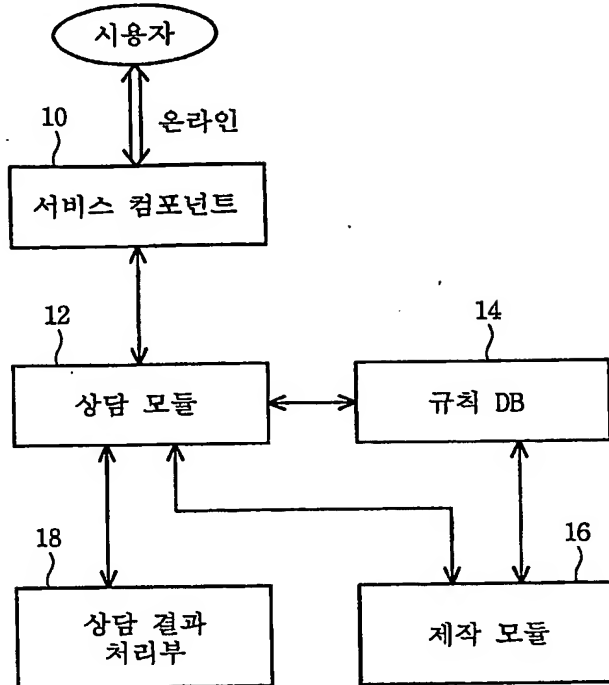 시용자
온라인
10
서비스 컴포넌트
12
상담 모듈
14
규칙 DB
18
상담 결과
처리부
16
제작 모듈